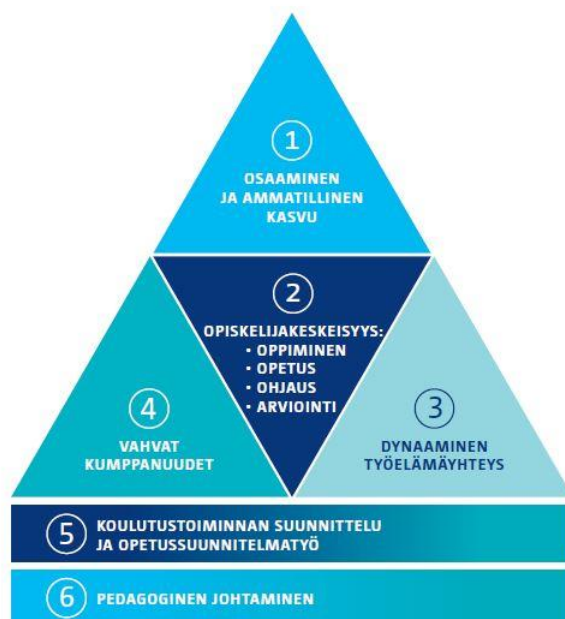 1
OSAAMINEN
JA AMMATILLINEN
KASVU
2
OPISKELIJAKESKEISYYS:
• OPPIMINEN
• OPETUS
• OHJAUS
• ARVIOINTI
3
DYNAAMINEN
TYÖELÄMÄYHTEYS
4
VAHVAT
KUMPPANUUDET
5
KOULUTUSTOIMINNAN SUUNNITTELU
JA OPETUSSUUNNITELMATYÖ
6
PEDAGOGINEN JOHTAMINEN